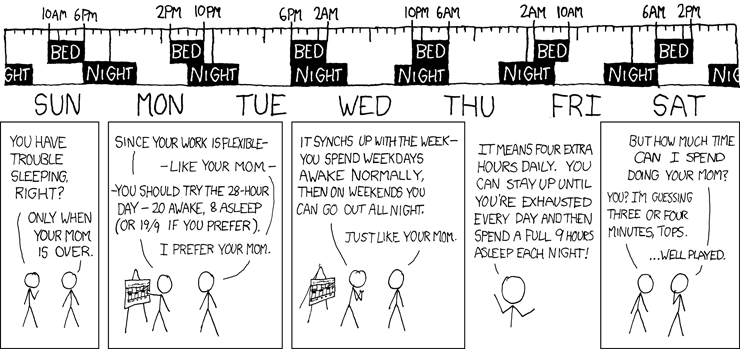 10AM 6PM 2PM 10PM 6PM 2AM 10PM 6AM 2AM 10AM 6AM 2PM
BED BED BED BED BED BED
GHT NIGHT NIGHT NIGHT NIGHT NIGHT NIGHT NI
SUN MON TUE WED THU FRI SAT
YOU HAVE
TROUBLE
SLEEPING,
RIGHT?
ONLY WHEN
YOUR MOM
IS OVER.
SINCE YOUR WORK IS FLEXIBLE-
-LIKE YOUR MOM-
-YOU SHOULD TRY THE 28-HOUR
DAY-20 AWAKE, 8 ASLEEP
(OR 19/9 IF YOU PREFER).
I PREFER YOUR MOM.
IT SYNCHS UP WITH THE WEEK-
YOU SPEND WEEKDAYS
AWAKE NORMALLY,
THEN ON WEEKENDS YOU
CAN GO OUT ALL NIGHT.
JUST LIKE YOUR MOM.
IT MEANS FOUR EXTRA
HOURS DAILY. YOU
CAN STAY UP UNTIL
YOU'RE EXHAUSTED
EVERY DAY AND THEN
SPEND A FULL 9 HOURS
ASLEEP EACH NIGHT!
BUT HOW MUCH TIME
CAN I SPEND
DOING YOUR MOM?
YOU? I'M GUESSING
THREE OR FOUR
MINUTES, TOPS.
...WELL PLAYED.